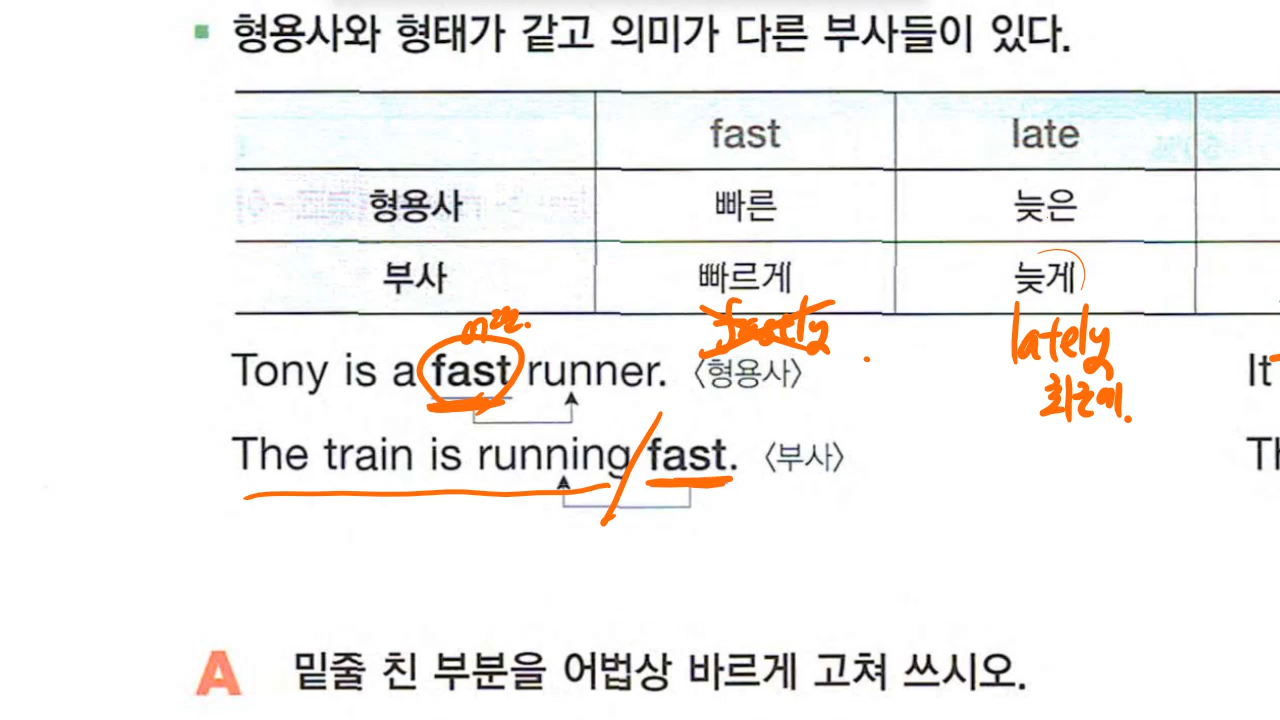 형용사와 형태가 같고 의미가 다른 부사들이 있다.
fast late
형용사 빠른 늦은
부사 빠르게 늦게
fastly lately
최근에.
Tony is a fast runner. 〈형용사〉 It
The train is running fast. 〈부사〉 Th
A 밑줄 친 부분을 어법상 바르게 고쳐 쓰시오.